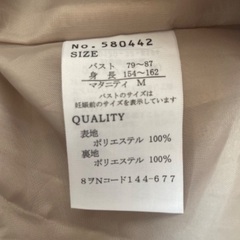 No.580442
SIZE
バスト 79~87
身長 154~162
マタニティ M
バストのサイズは
妊娠前のサイズを表示しています。
QUALITY
表地
ポリエステル 100%
裏地
ポリエステル 100%
8ヲNコード144-677